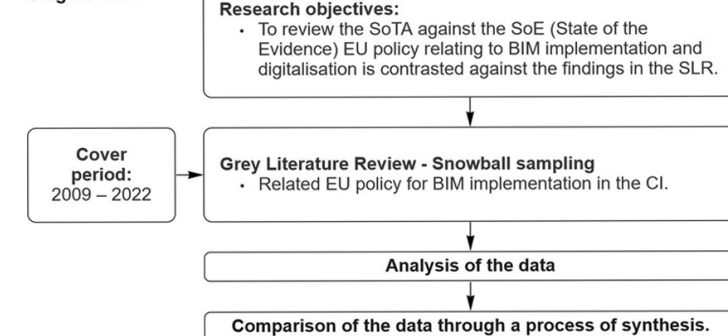 Research objectives:
• To review the SoTA against the SoE (State of the
Evidence) EU policy relating to BIM implementation and
digitalisation is contrasted against the findings in the SLR.
Cover
period:
2009 – 2022
Grey Literature Review - Snowball sampling
• Related EU policy for BIM implementation in the CI.
Analysis of the data
Comparison of the data through a process of synthesis.